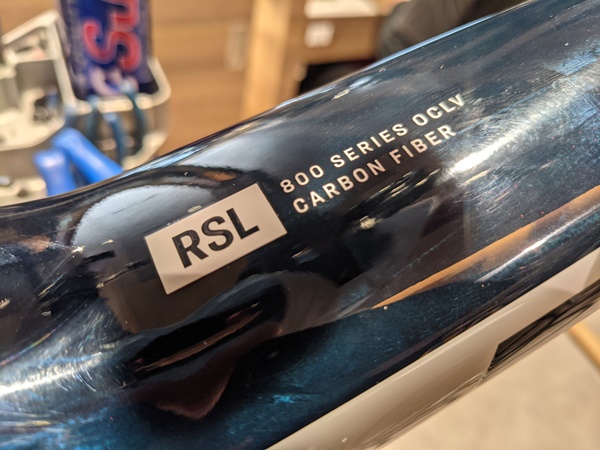 RSL
800 SERIES OCLV
CARBON FIBER